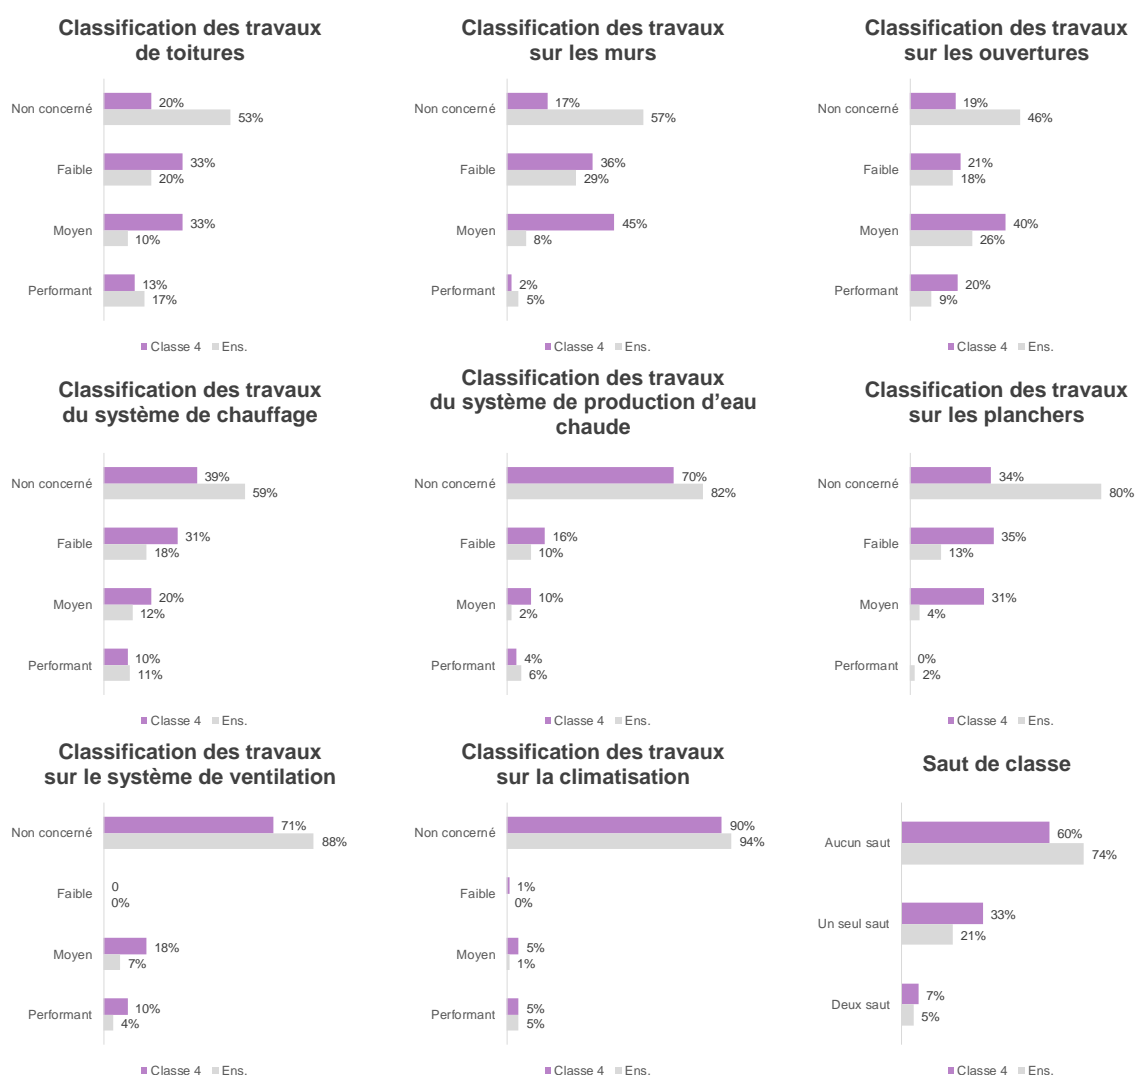 Classification des travaux
de toitures
Non concerné
20%
53%
Faible
33%
20%
Moyen
33%
10%
Performant
13%
17%
Classe 4 Ens.
Classification des travaux
sur les murs
Non concerné
17%
57%
Faible
36%
29%
Moyen
45%
8%
Performant
2%
5%
Classe 4 Ens.
Classification des travaux
sur les ouvertures
Non concerné
19%
46%
Faible
21%
18%
Moyen
40%
26%
Performant
20%
9%
Classe 4 Ens.
Classification des travaux
du système de chauffage
Non concerné
39%
59%
Faible
31%
18%
Moyen
20%
12%
Performant
10%
11%
Classe 4 Ens.
Classification des travaux
du système de production d’eau
chaude
Non concerné
70%
82%
Faible
16%
10%
Moyen
10%
2%
Performant
4%
6%
Classe 4 Ens.
Classification des travaux
sur les planchers
Non concerné
34%
80%
Faible
35%
13%
Moyen
31%
4%
Performant
0%
2%
Classe 4 Ens.
Classification des travaux
sur le système de ventilation
Non concerné
71%
88%
Faible
0
0%
Moyen
18%
7%
Performant
10%
4%
Classe 4 Ens.
Classification des travaux
sur la climatisation
Non concerné
90%
94%
Faible
1%
0%
Moyen
5%
1%
Performant
5%
5%
Classe 4 Ens.
Saut de classe
Aucun saut
60%
74%
Un seul saut
33%
21%
Deux saut
7%
5%
Classe 4 Ens.